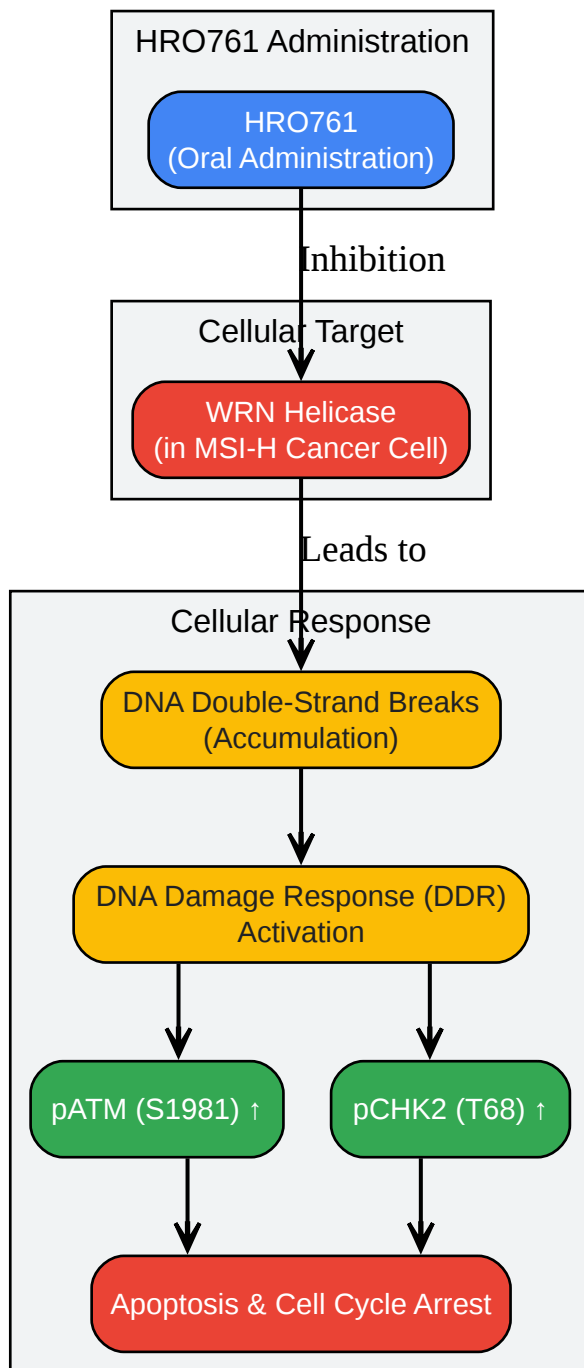 HRO761 Administration
HRO761
(Oral Administration)
Inhibition
Cellular Target
WRN Helicase
(in MSI-H Cancer Cell)
Leads to
Cellular Response
DNA Double-Strand Breaks
(Accumulation)
DNA Damage Response (DDR)
Activation
pATM (S1981) ↑
pCHK2 (T68) ↑
Apoptosis & Cell Cycle Arrest